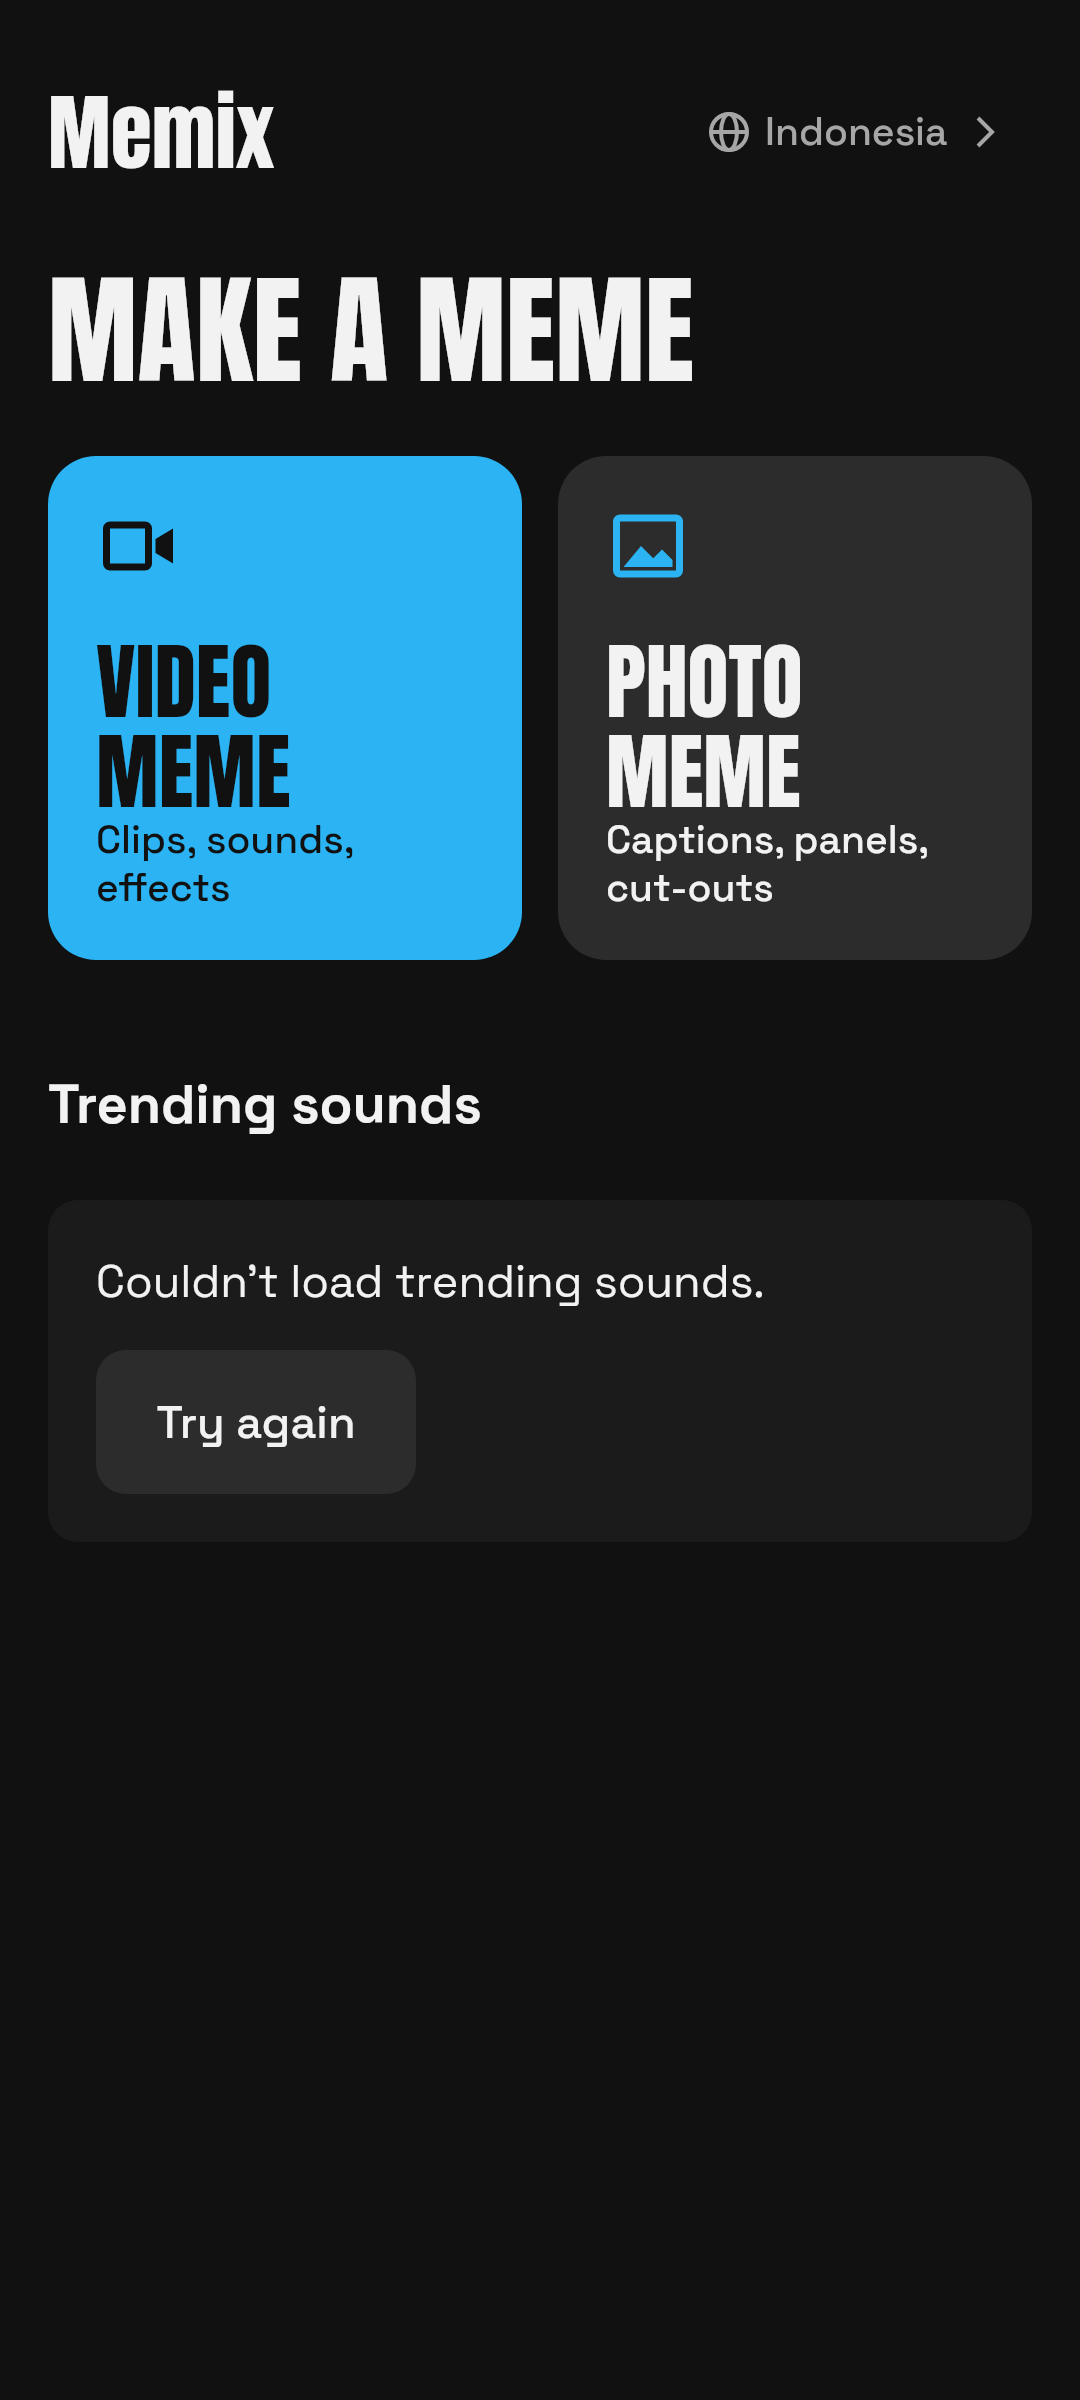 Memix
Indonesia
MAKE A MEME
VIDEO
MEME
Clips, sounds,
effects
PHOTO
MEME
Captions, panels,
cut-outs
Trending sounds
Couldn’t load trending sounds.
Try again